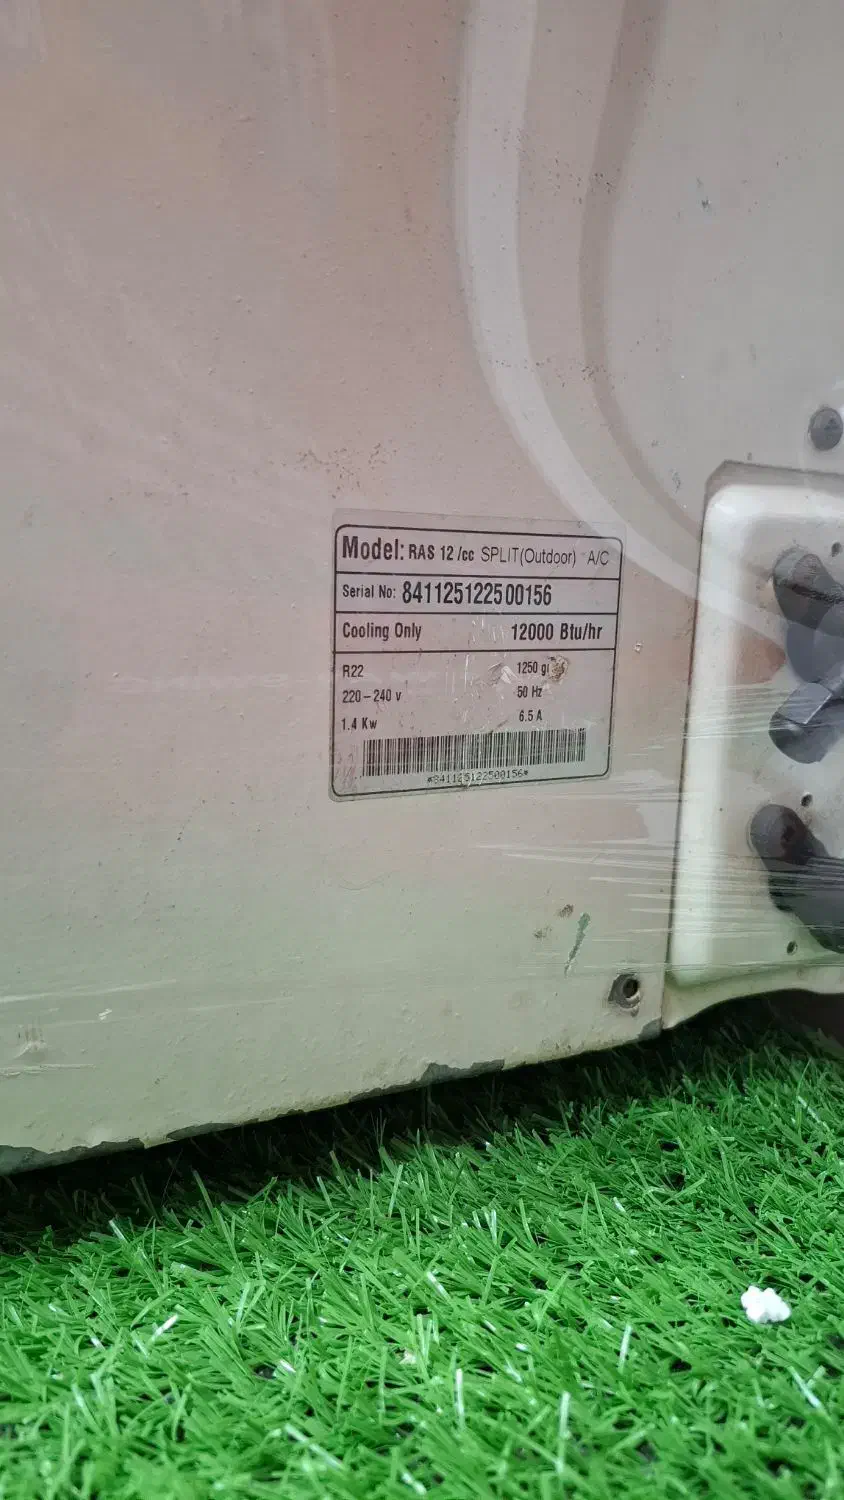 Model: RAS 12 /cc SPLIT(Outdoor) A/C
Serial No: 841125122500156
Cooling Only 12000 Btu/hr
R22 1250 gr
220-240 v 50 Hz
1.4 Kw 6.5 A
*841125122500156*